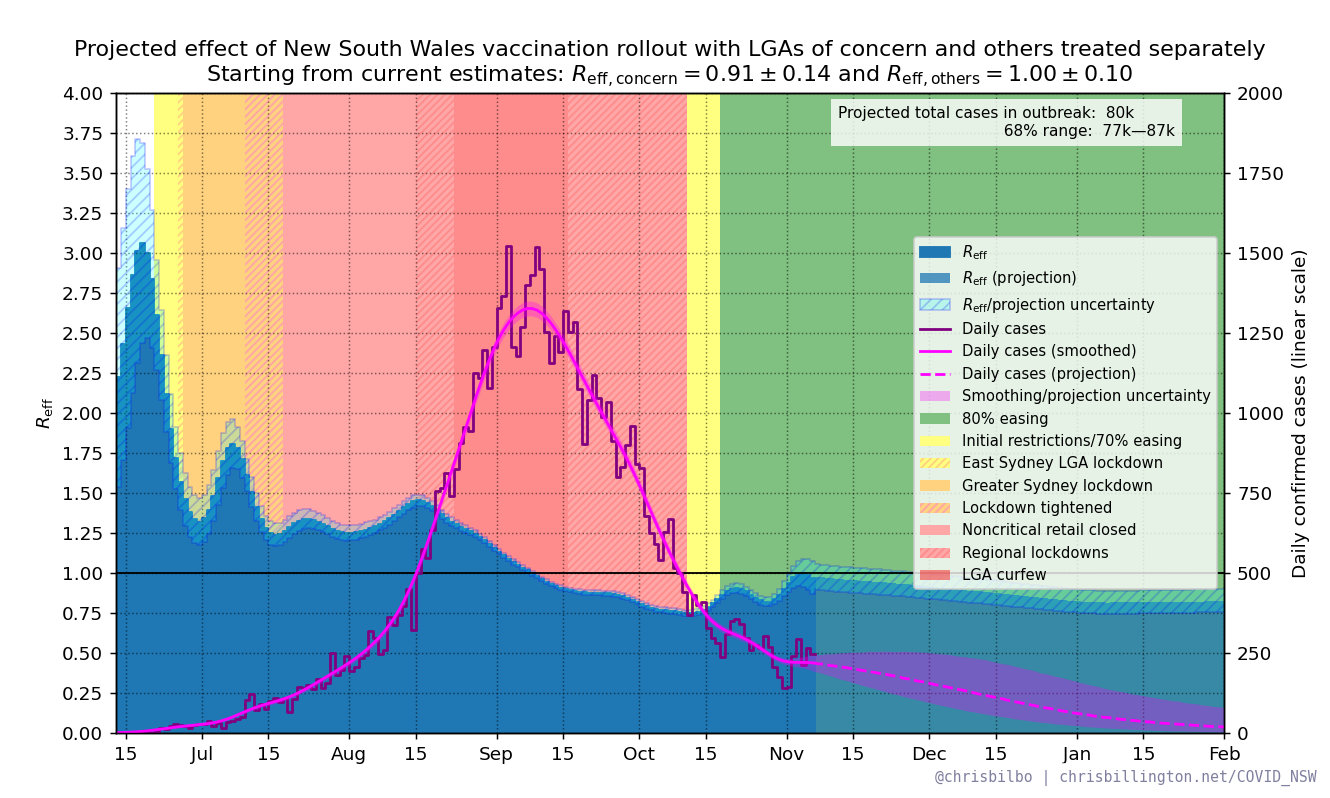 Projected effect of New South Wales vaccination rollout with LGAs of concern and others treated separately
Starting from current estimates: Reff, concern = 0.91 ± 0.14 and Reff, others = 1.00 ± 0.10
Projected total cases in outbreak: 80k
68% range: 77k—87k
4.00
3.75
3.50
3.25
3.00
2.75
2.50
2.25
2.00
1.75
1.50
1.25
1.00
0.75
0.50
0.25
0.00
Reff
2000
1750
1500
1250
1000
750
500
250
0
Daily confirmed cases (linear scale)
Reff
Reff (projection)
Reff/projection uncertainty
Daily cases
Daily cases (smoothed)
Daily cases (projection)
Smoothing/projection uncertainty
80% easing
Initial restrictions/70% easing
East Sydney LGA lockdown
Greater Sydney lockdown
Lockdown tightened
Noncritical retail closed
Regional lockdowns
LGA curfew
15 Jul 15 Aug 15 Sep 15 Oct 15 Nov 15 Dec 15 Jan 15 Feb
@chrisbilbo | chrisbillington.net/COVID_NSW